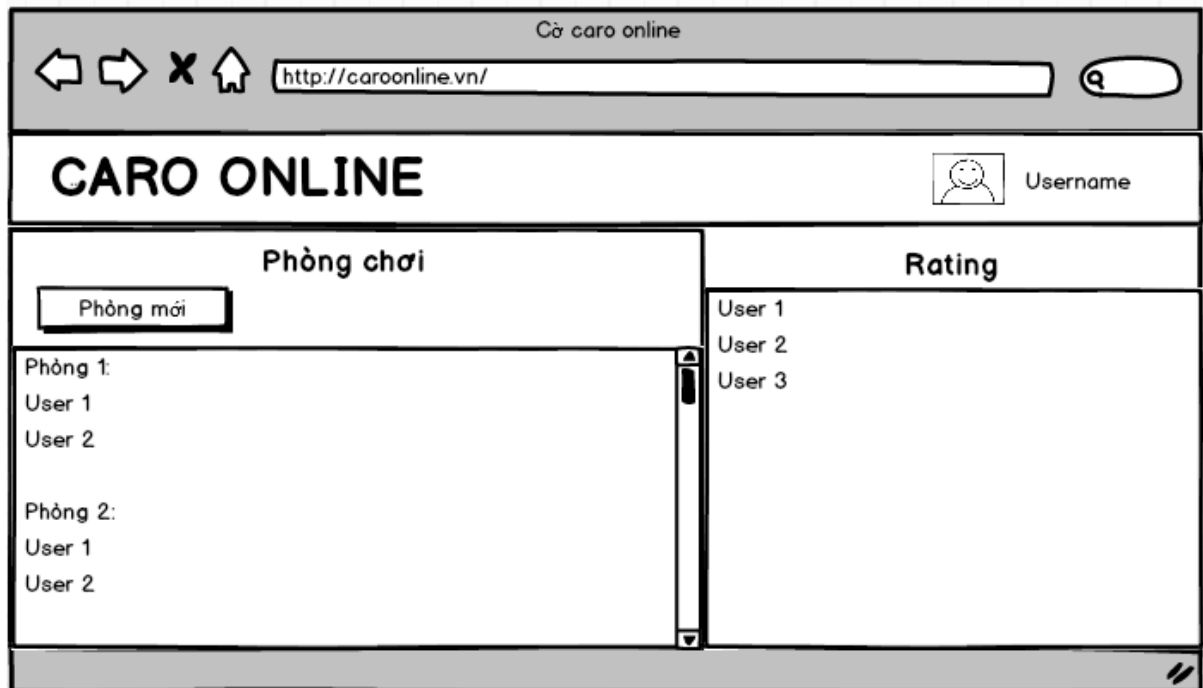 Cờ caro online
http://caroonline.vn/
CARO ONLINE
Username
Phòng chơi
Phòng mới
Phòng 1:
User 1
User 2
Phòng 2:
User 1
User 2
Rating
User 1
User 2
User 3